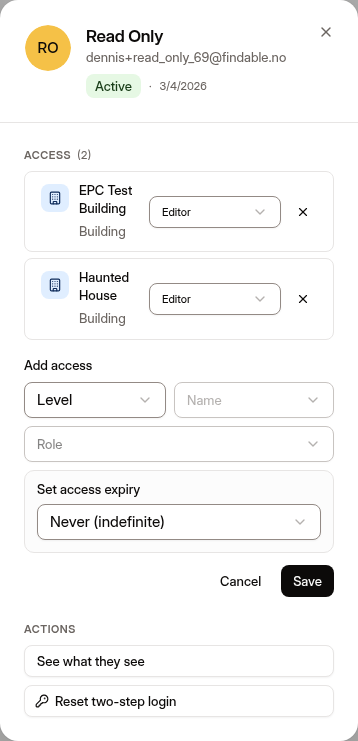 RO
Read Only
dennis+read_only_69@findable.no
Active · 3/4/2026
ACCESS (2)
EPC Test
Building
Building
Editor
Haunted
House
Building
Editor
Add access
Level
Name
Role
Set access expiry
Never (indefinite)
Cancel
Save
ACTIONS
See what they see
Reset two-step login